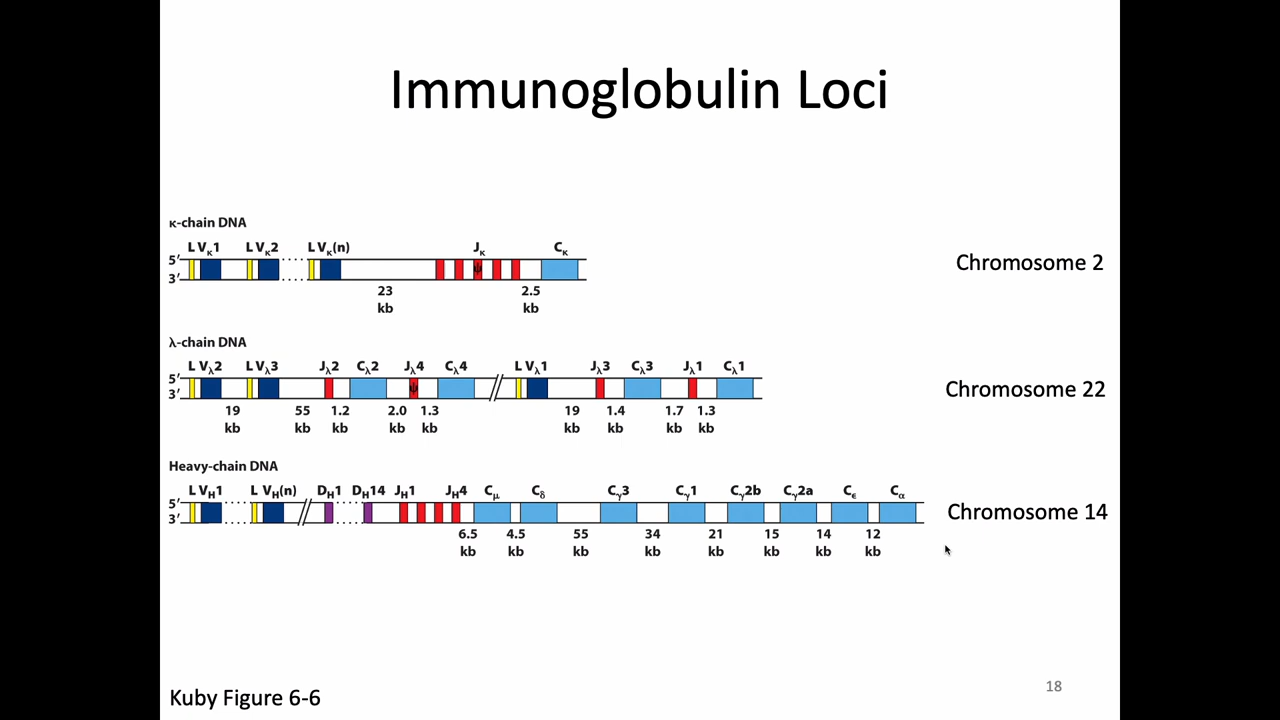 Immunoglobulin Loci
κ-chain DNA
L Vκ1 L Vκ2 L Vκ(n) Jκ Cκ
5′
ψ
3′
Chromosome 2
23 kb 2.5 kb
λ-chain DNA
L Vλ2 L Vλ3 Jλ2 Cλ2 Jλ4 Cλ4 L Vλ1 Jλ3 Cλ3 Jλ1 Cλ1
5′
ψ
3′
Chromosome 22
19 kb 55 kb 1.2 kb 2.0 kb 1.3 kb 19 kb 1.4 kb 1.7 kb 1.3 kb
Heavy-chain DNA
L VH1 L VH(n) DH1 DH14 JH1 JH4 Cμ Cδ Cγ3 Cγ1 Cγ2b Cγ2a Cε Cα
5′
3′
Chromosome 14
6.5 kb 4.5 kb 55 kb 34 kb 21 kb 15 kb 14 kb 12 kb
18
Kuby Figure 6-6